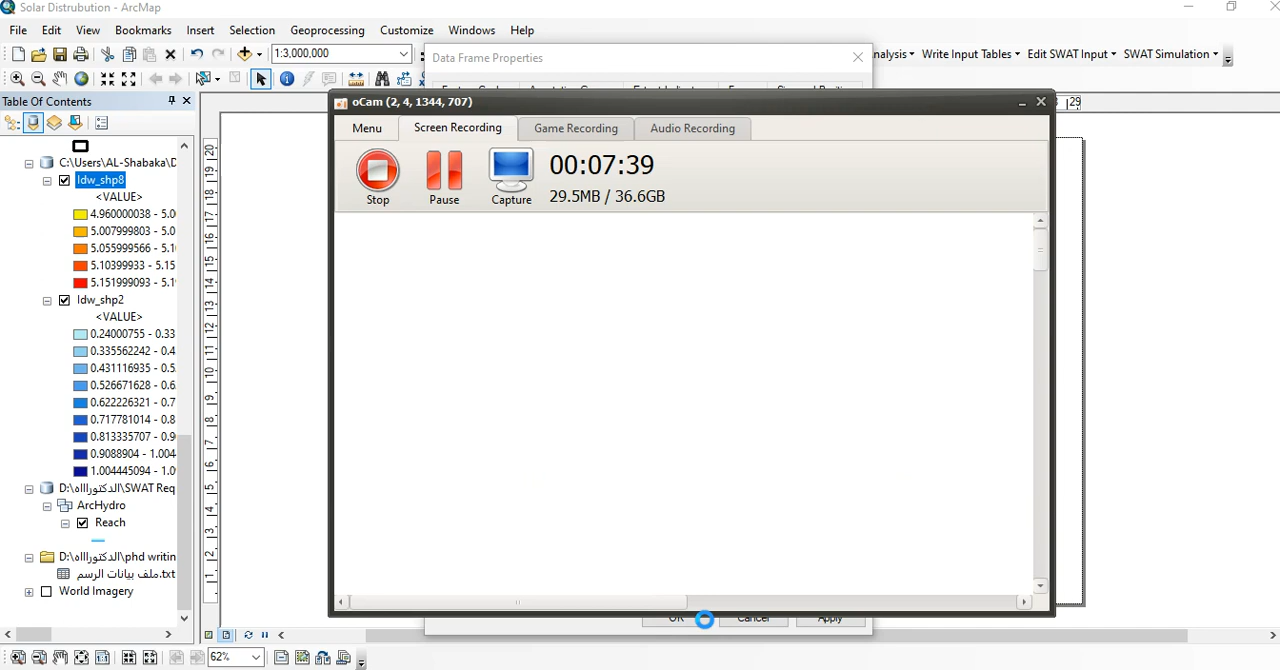 Solar Distrubution - ArcMap
File Edit View Bookmarks Insert Selection Geoprocessing Customize Windows Help
1:3,000,000
Data Frame Properties
Write Input Tables Edit SWAT Input SWAT Simulation
Table Of Contents
oCam (2, 4, 1344, 707)
29
Menu Screen Recording Game Recording Audio Recording
00:07:39
29.5MB / 36.6GB
Stop Pause Capture
C:\Users\AL-Shabaka\D
Idw_shp8
<VALUE>
4.960000038 - 5.0
5.007999803 - 5.0
5.055999566 - 5.1
5.10399933 - 5.15
5.151999093 - 5.1
Idw_shp2
<VALUE>
0.24000755 - 0.33
0.335562242 - 0.4
0.431116935 - 0.5
0.526671628 - 0.6
0.622226321 - 0.7
0.717781014 - 0.8
0.813335707 - 0.9
0.9088904 - 1.004
1.004445094 - 1.0
D:\الدكتوراااه\SWAT Req
ArcHydro
Reach
D:\الدكتوراااه\phd writin
ملف بيانات الرسم.txt
World Imagery
OK Cancel Apply
62%